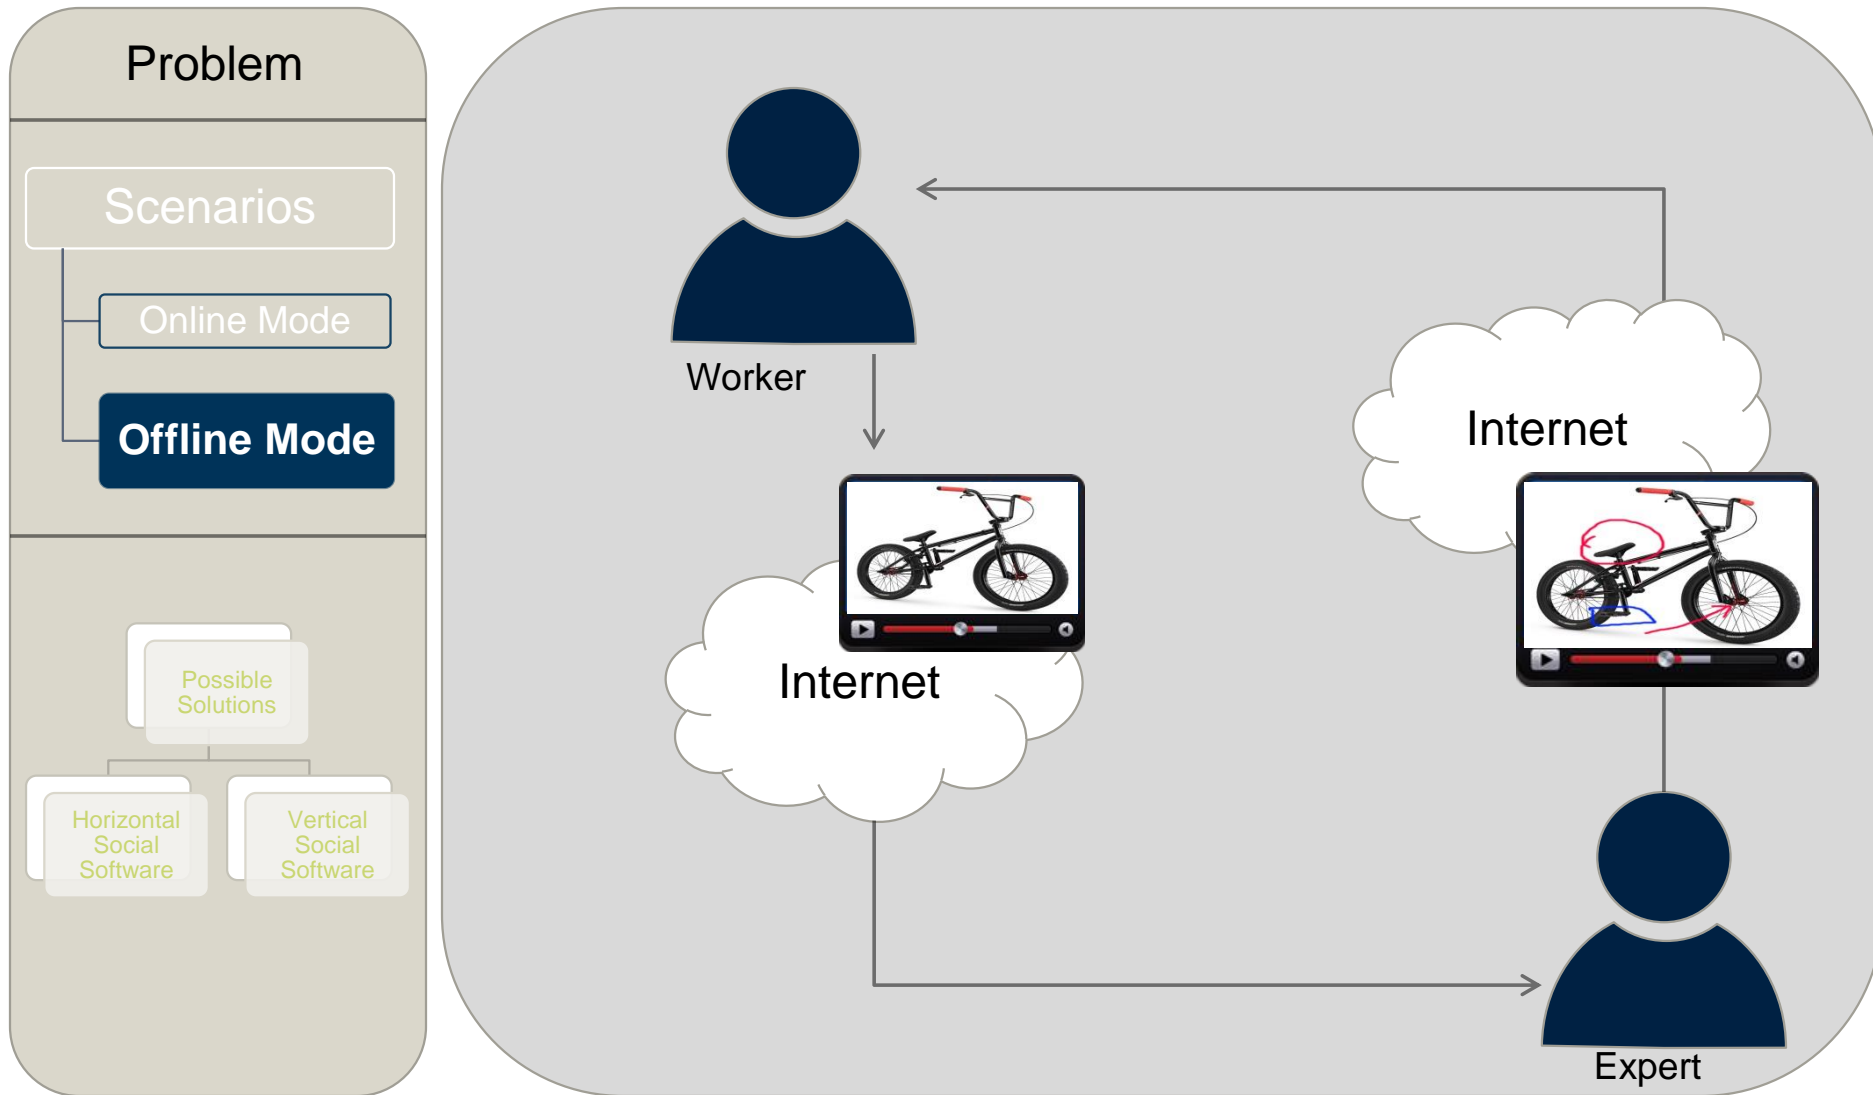 Problem
Scenarios
Online Mode
Offline Mode
Possible
Solutions
Horizontal
Social
Software
Vertical
Social
Software
Worker
Internet
Internet
Expert